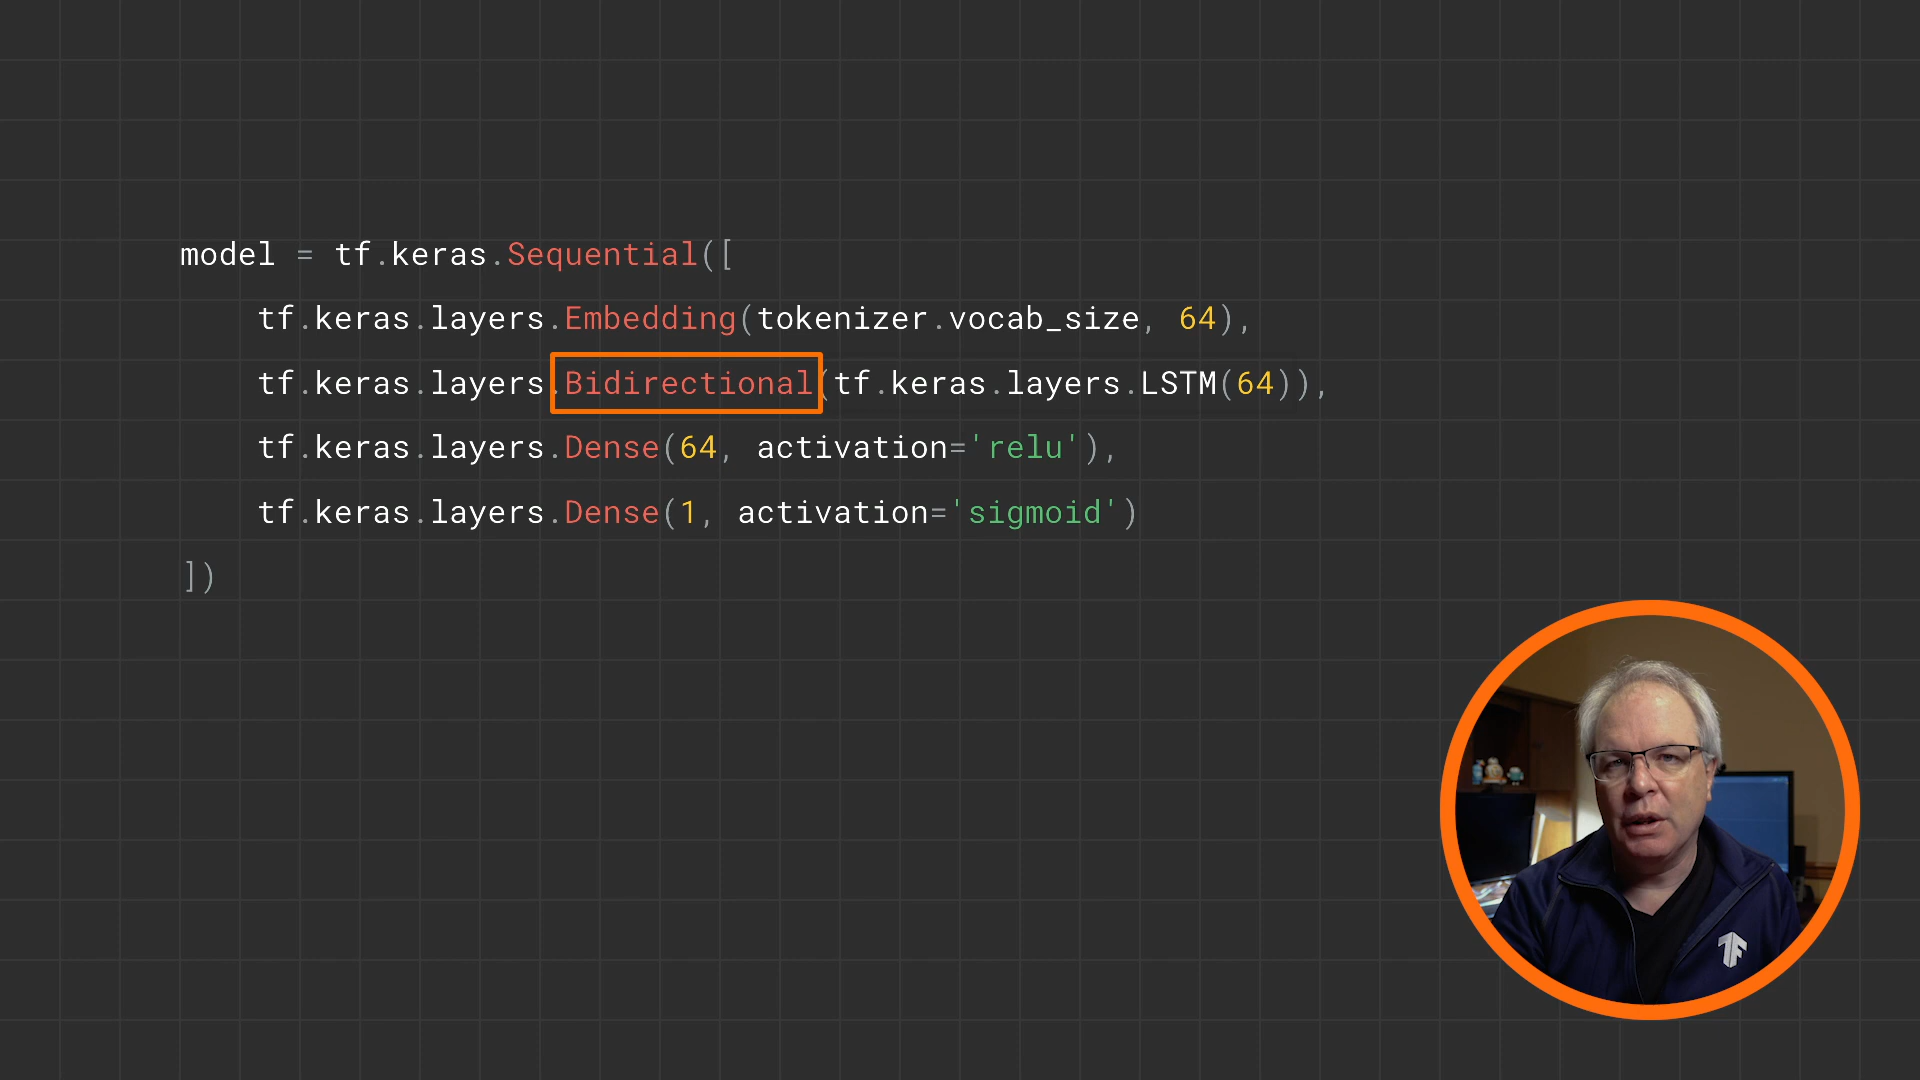 model = tf.keras.Sequential([
tf.keras.layers.Embedding(tokenizer.vocab_size, 64),
tf.keras.layers.Bidirectional(tf.keras.layers.LSTM(64)),
tf.keras.layers.Dense(64, activation='relu'),
tf.keras.layers.Dense(1, activation='sigmoid')
])